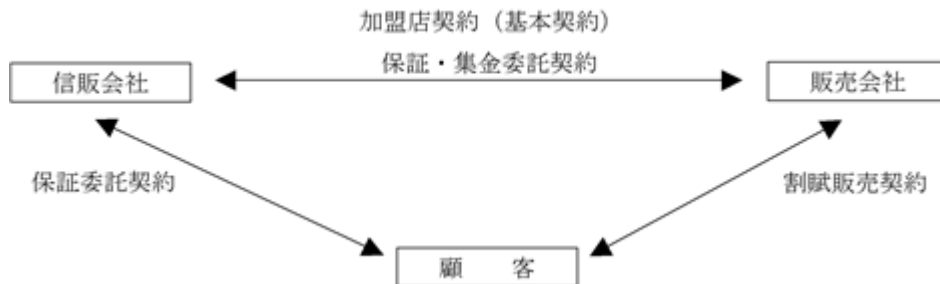 加盟店契約（基本契約）
保証・集金委託契約
信販会社
販売会社
保証委託契約
割賦販売契約
顧　　客